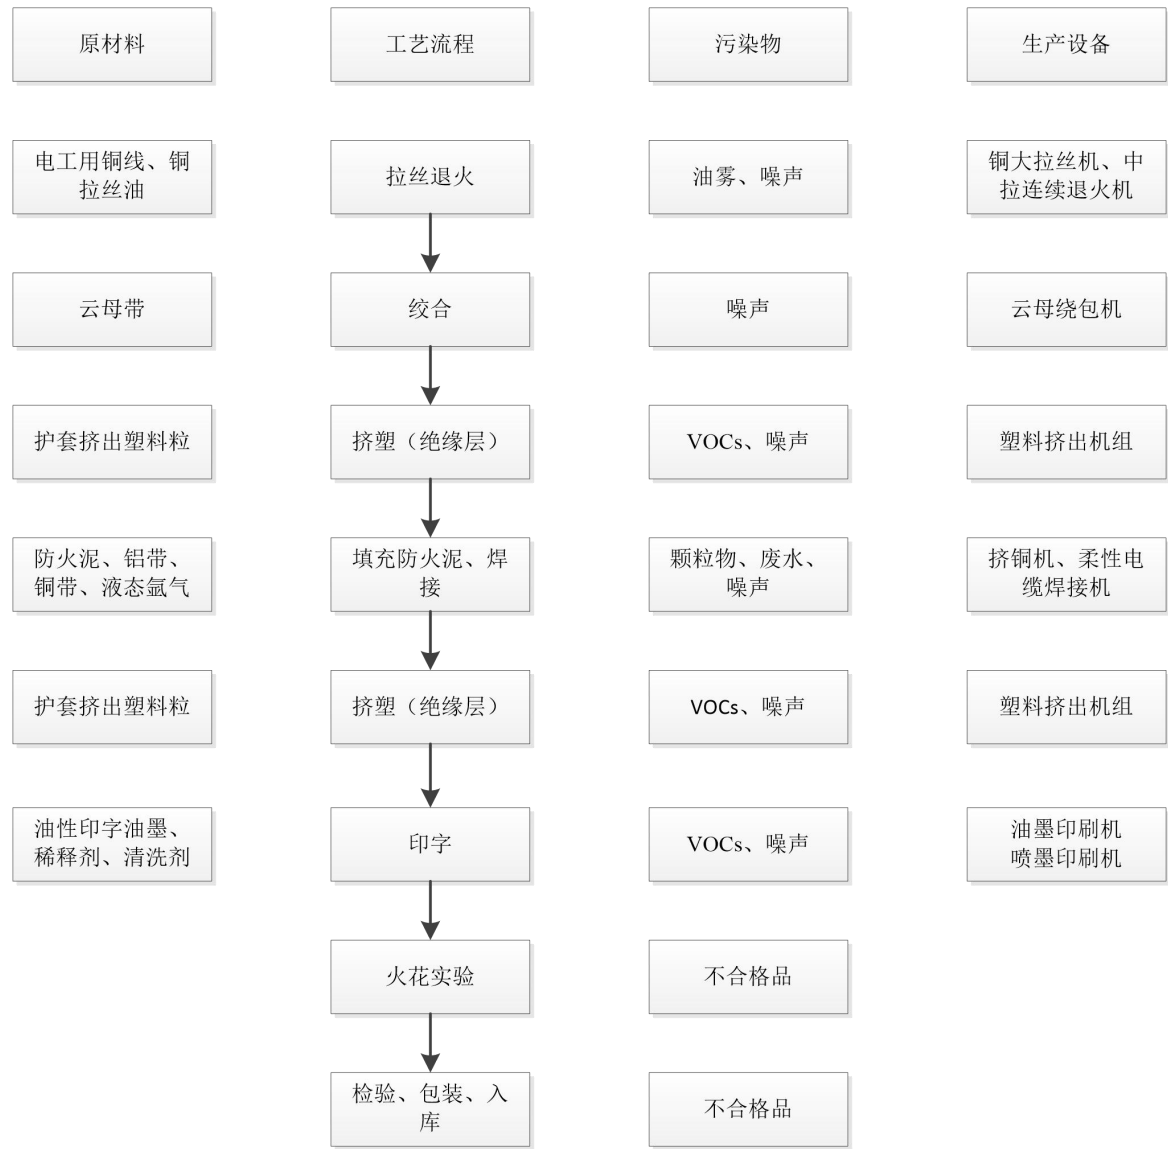 原材料
工艺流程
污染物
生产设备
电工用铜线、铜
拉丝油
拉丝退火
油雾、噪声
铜大拉丝机、中
拉连续退火机
云母带
绞合
噪声
云母绕包机
护套挤出塑料粒
挤塑（绝缘层）
VOCs、噪声
塑料挤出机组
防火泥、铝带、
铜带、液态氩气
填充防火泥、焊
接
颗粒物、废水、
噪声
挤铜机、柔性电
缆焊接机
护套挤出塑料粒
挤塑（绝缘层）
VOCs、噪声
塑料挤出机组
油性印字油墨、
稀释剂、清洗剂
印字
VOCs、噪声
油墨印刷机
喷墨印刷机
火花实验
不合格品
检验、包装、入
库
不合格品